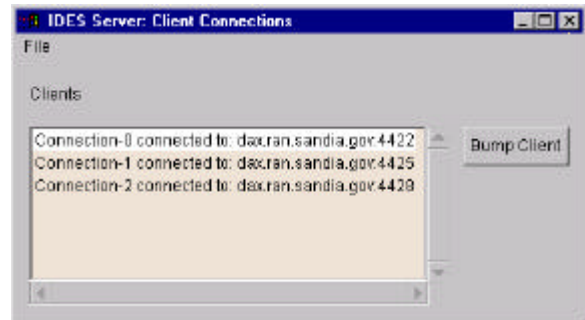 IDES Server: Client Connections
File
Clients
Connection-0 connected to: dax.ran.sandia.gov:4422
Connection-1 connected to: dax.ran.sandia.gov:4425
Connection-2 connected to: dax.ran.sandia.gov:4428
Bump Client